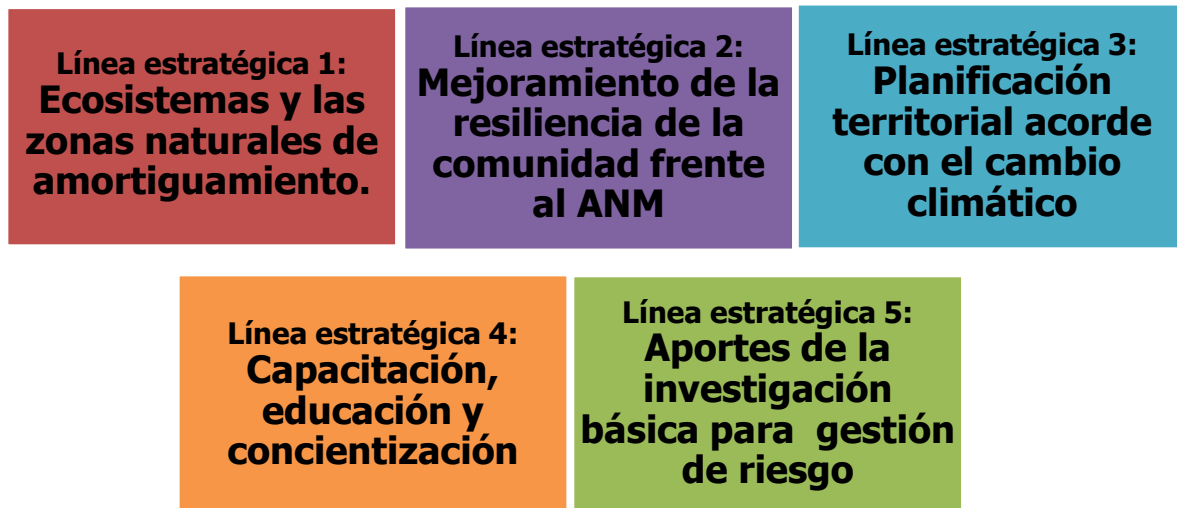 Línea estratégica 1:
Ecosistemas y las
zonas naturales de
amortiguamiento.
Línea estratégica 2:
Mejoramiento de la
resiliencia de la
comunidad frente
al ANM
Línea estratégica 3:
Planificación
territorial acorde
con el cambio
climático
Línea estratégica 4:
Capacitación,
educación y
concientización
Línea estratégica 5:
Aportes de la
investigación
básica para  gestión
de riesgo